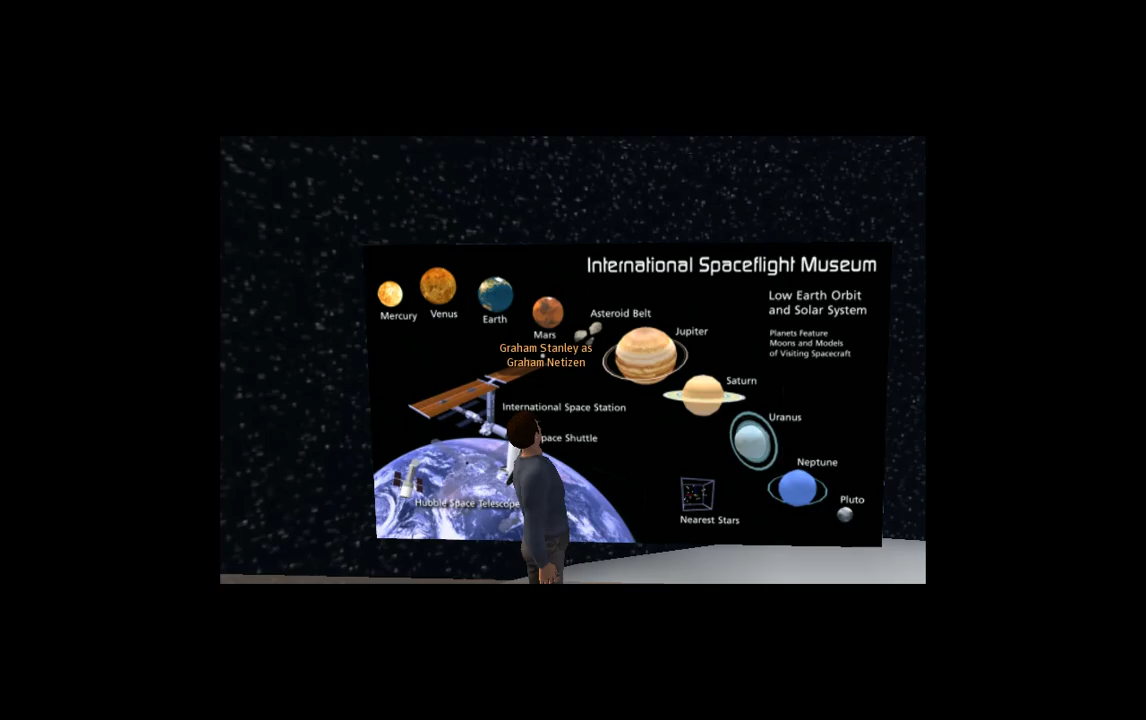 International Spaceflight Museum
Low Earth Orbit
and Solar System
Planets Feature
Moons and Models
of Visiting Spacecraft
Mercury
Venus
Earth
Mars
Asteroid Belt
Jupiter
Graham Stanley as
Graham Netizen
Saturn
International Space Station
Uranus
pace Shuttle
Neptune
Hubble Space Telescope
Pluto
Nearest Stars